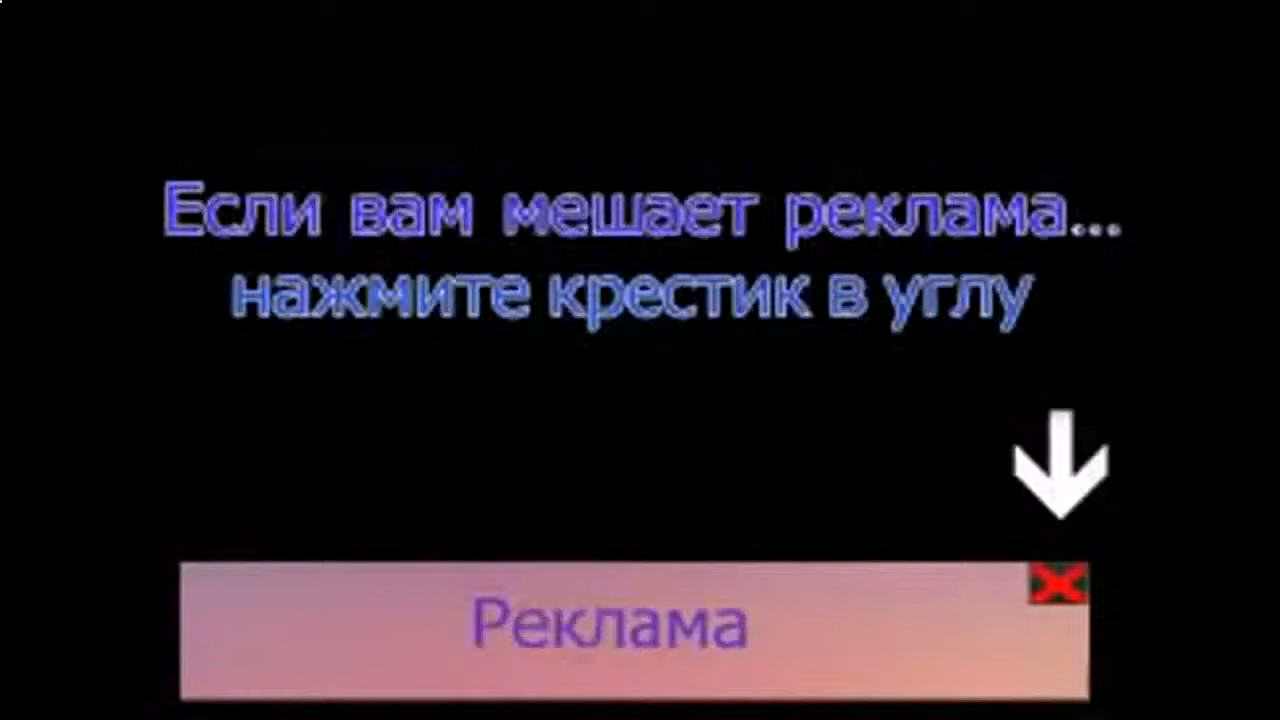 Если вам мешает реклама...
нажмите крестик в углу
Реклама